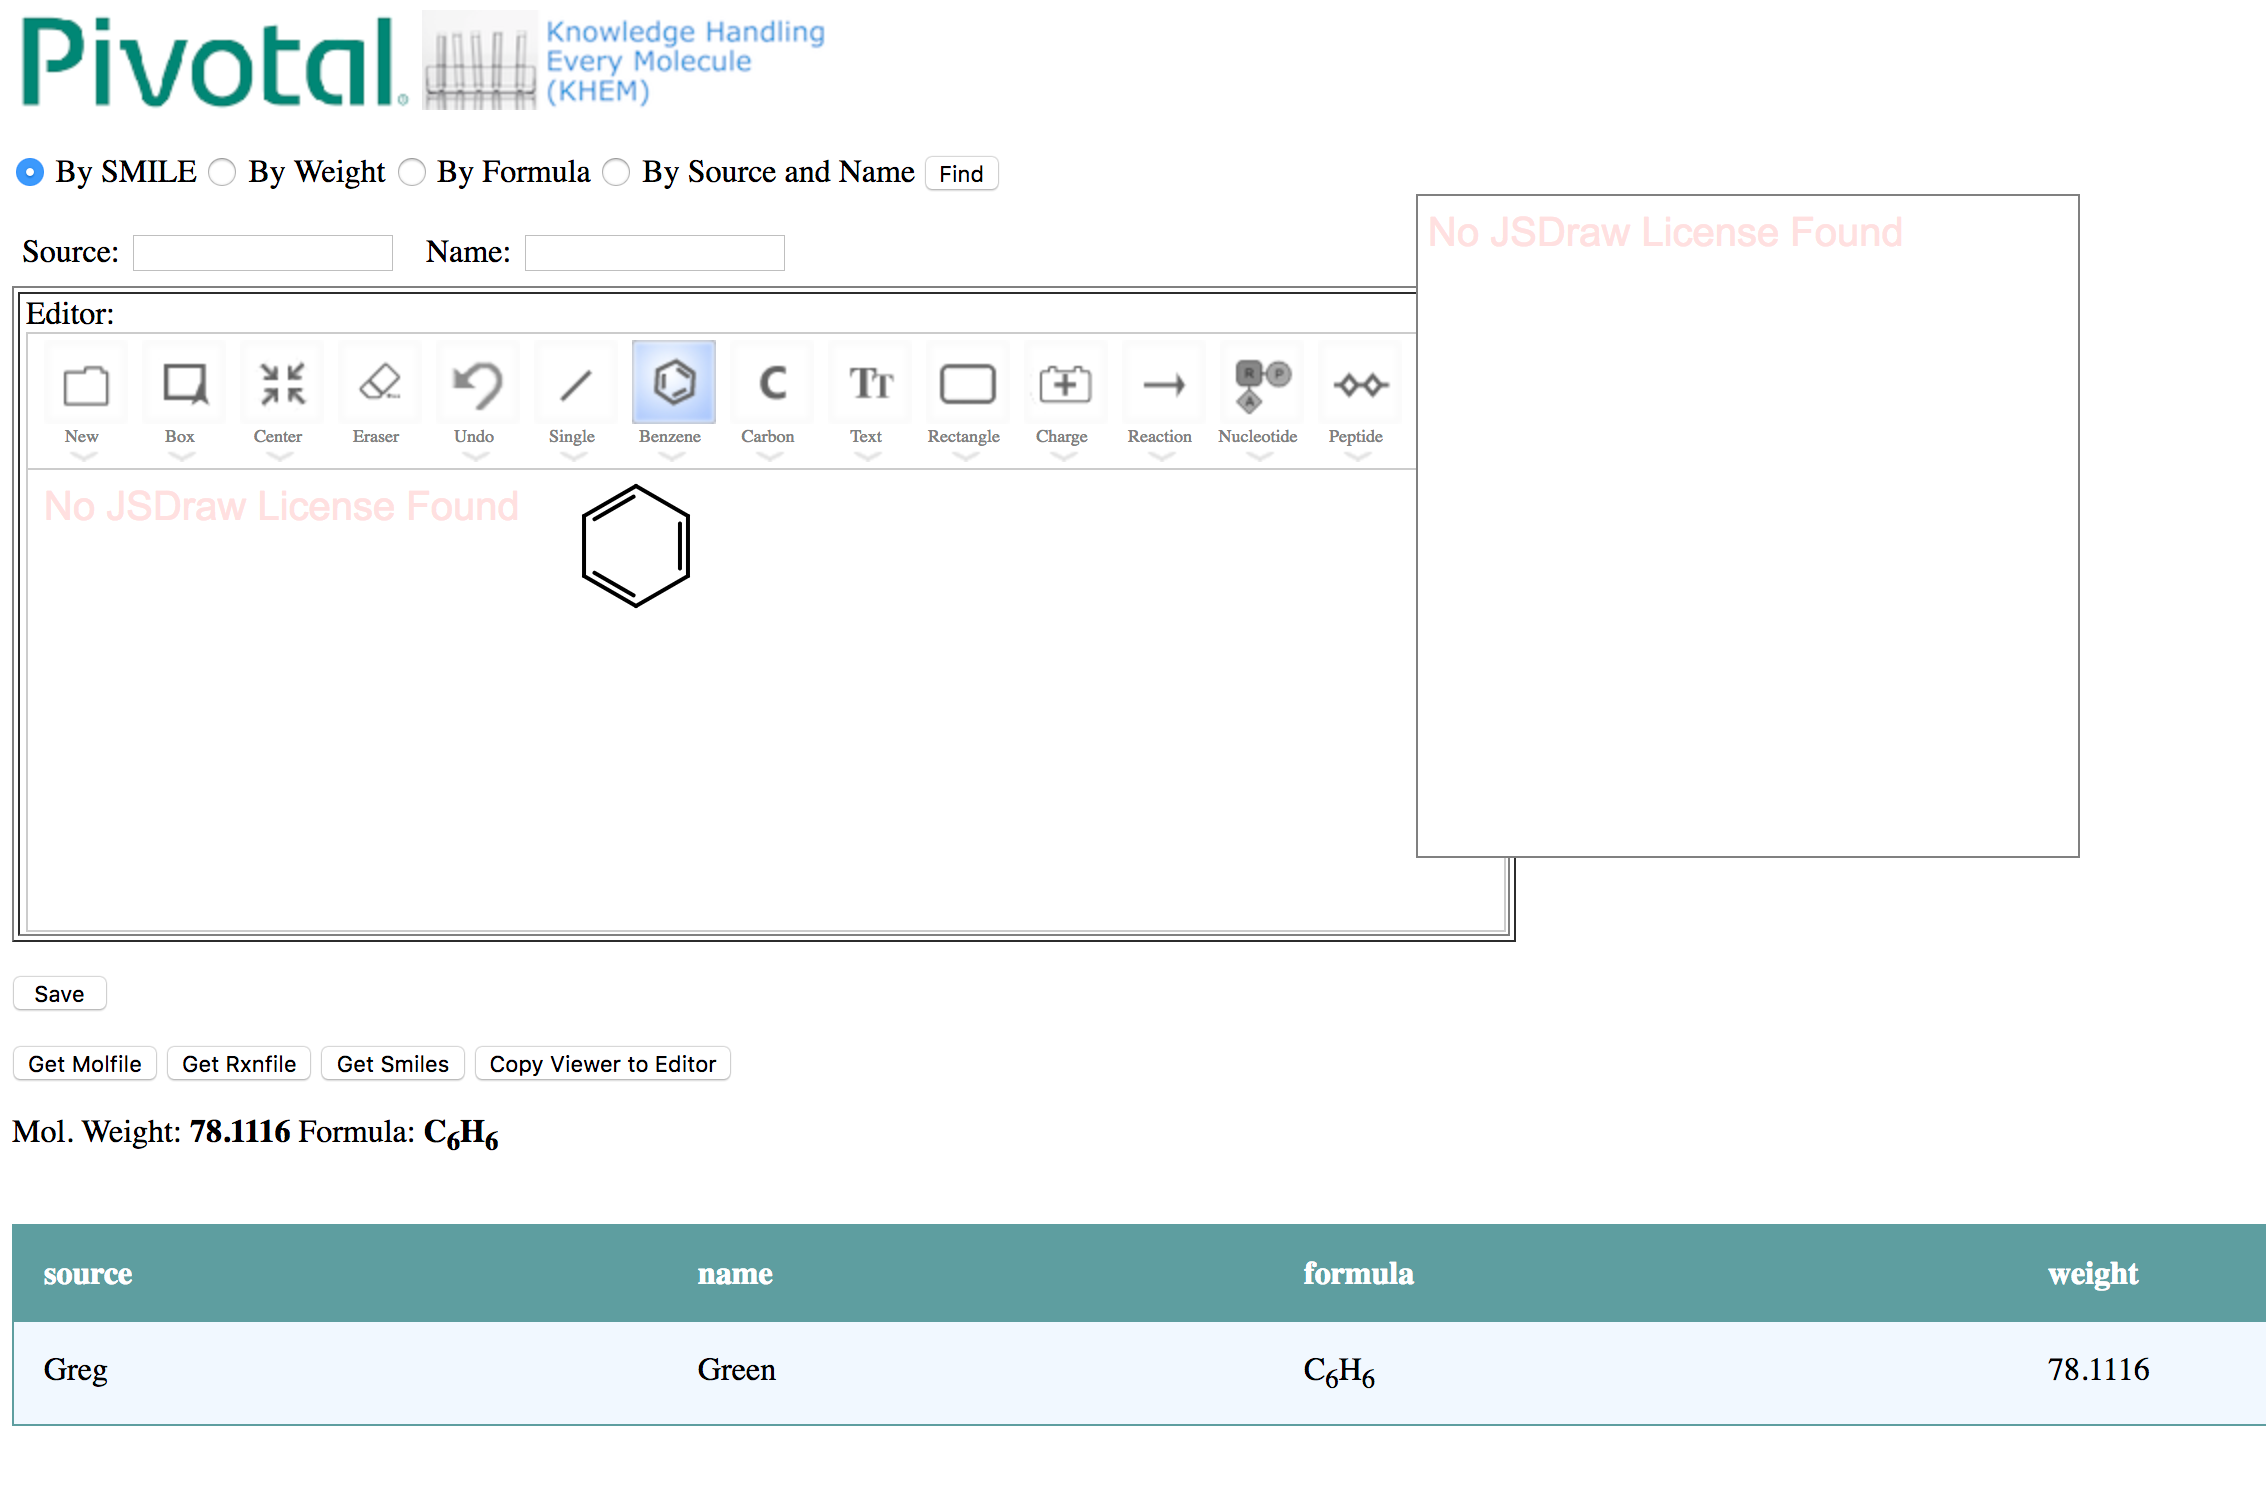 Pivotal®
Knowledge Handling
Every Molecule
(KHEM)
By SMILE By Weight By Formula By Source and Name Find
Source: Name:
No JSDraw License Found
Editor:
New Box Center Eraser Undo Single Benzene Carbon Text Rectangle Charge Reaction Nucleotide Peptide
No JSDraw License Found
Save
Get Molfile Get Rxnfile Get Smiles Copy Viewer to Editor
Mol. Weight: 78.1116 Formula: C₆H₆
source name formula weight
Greg Green C₆H₆ 78.1116